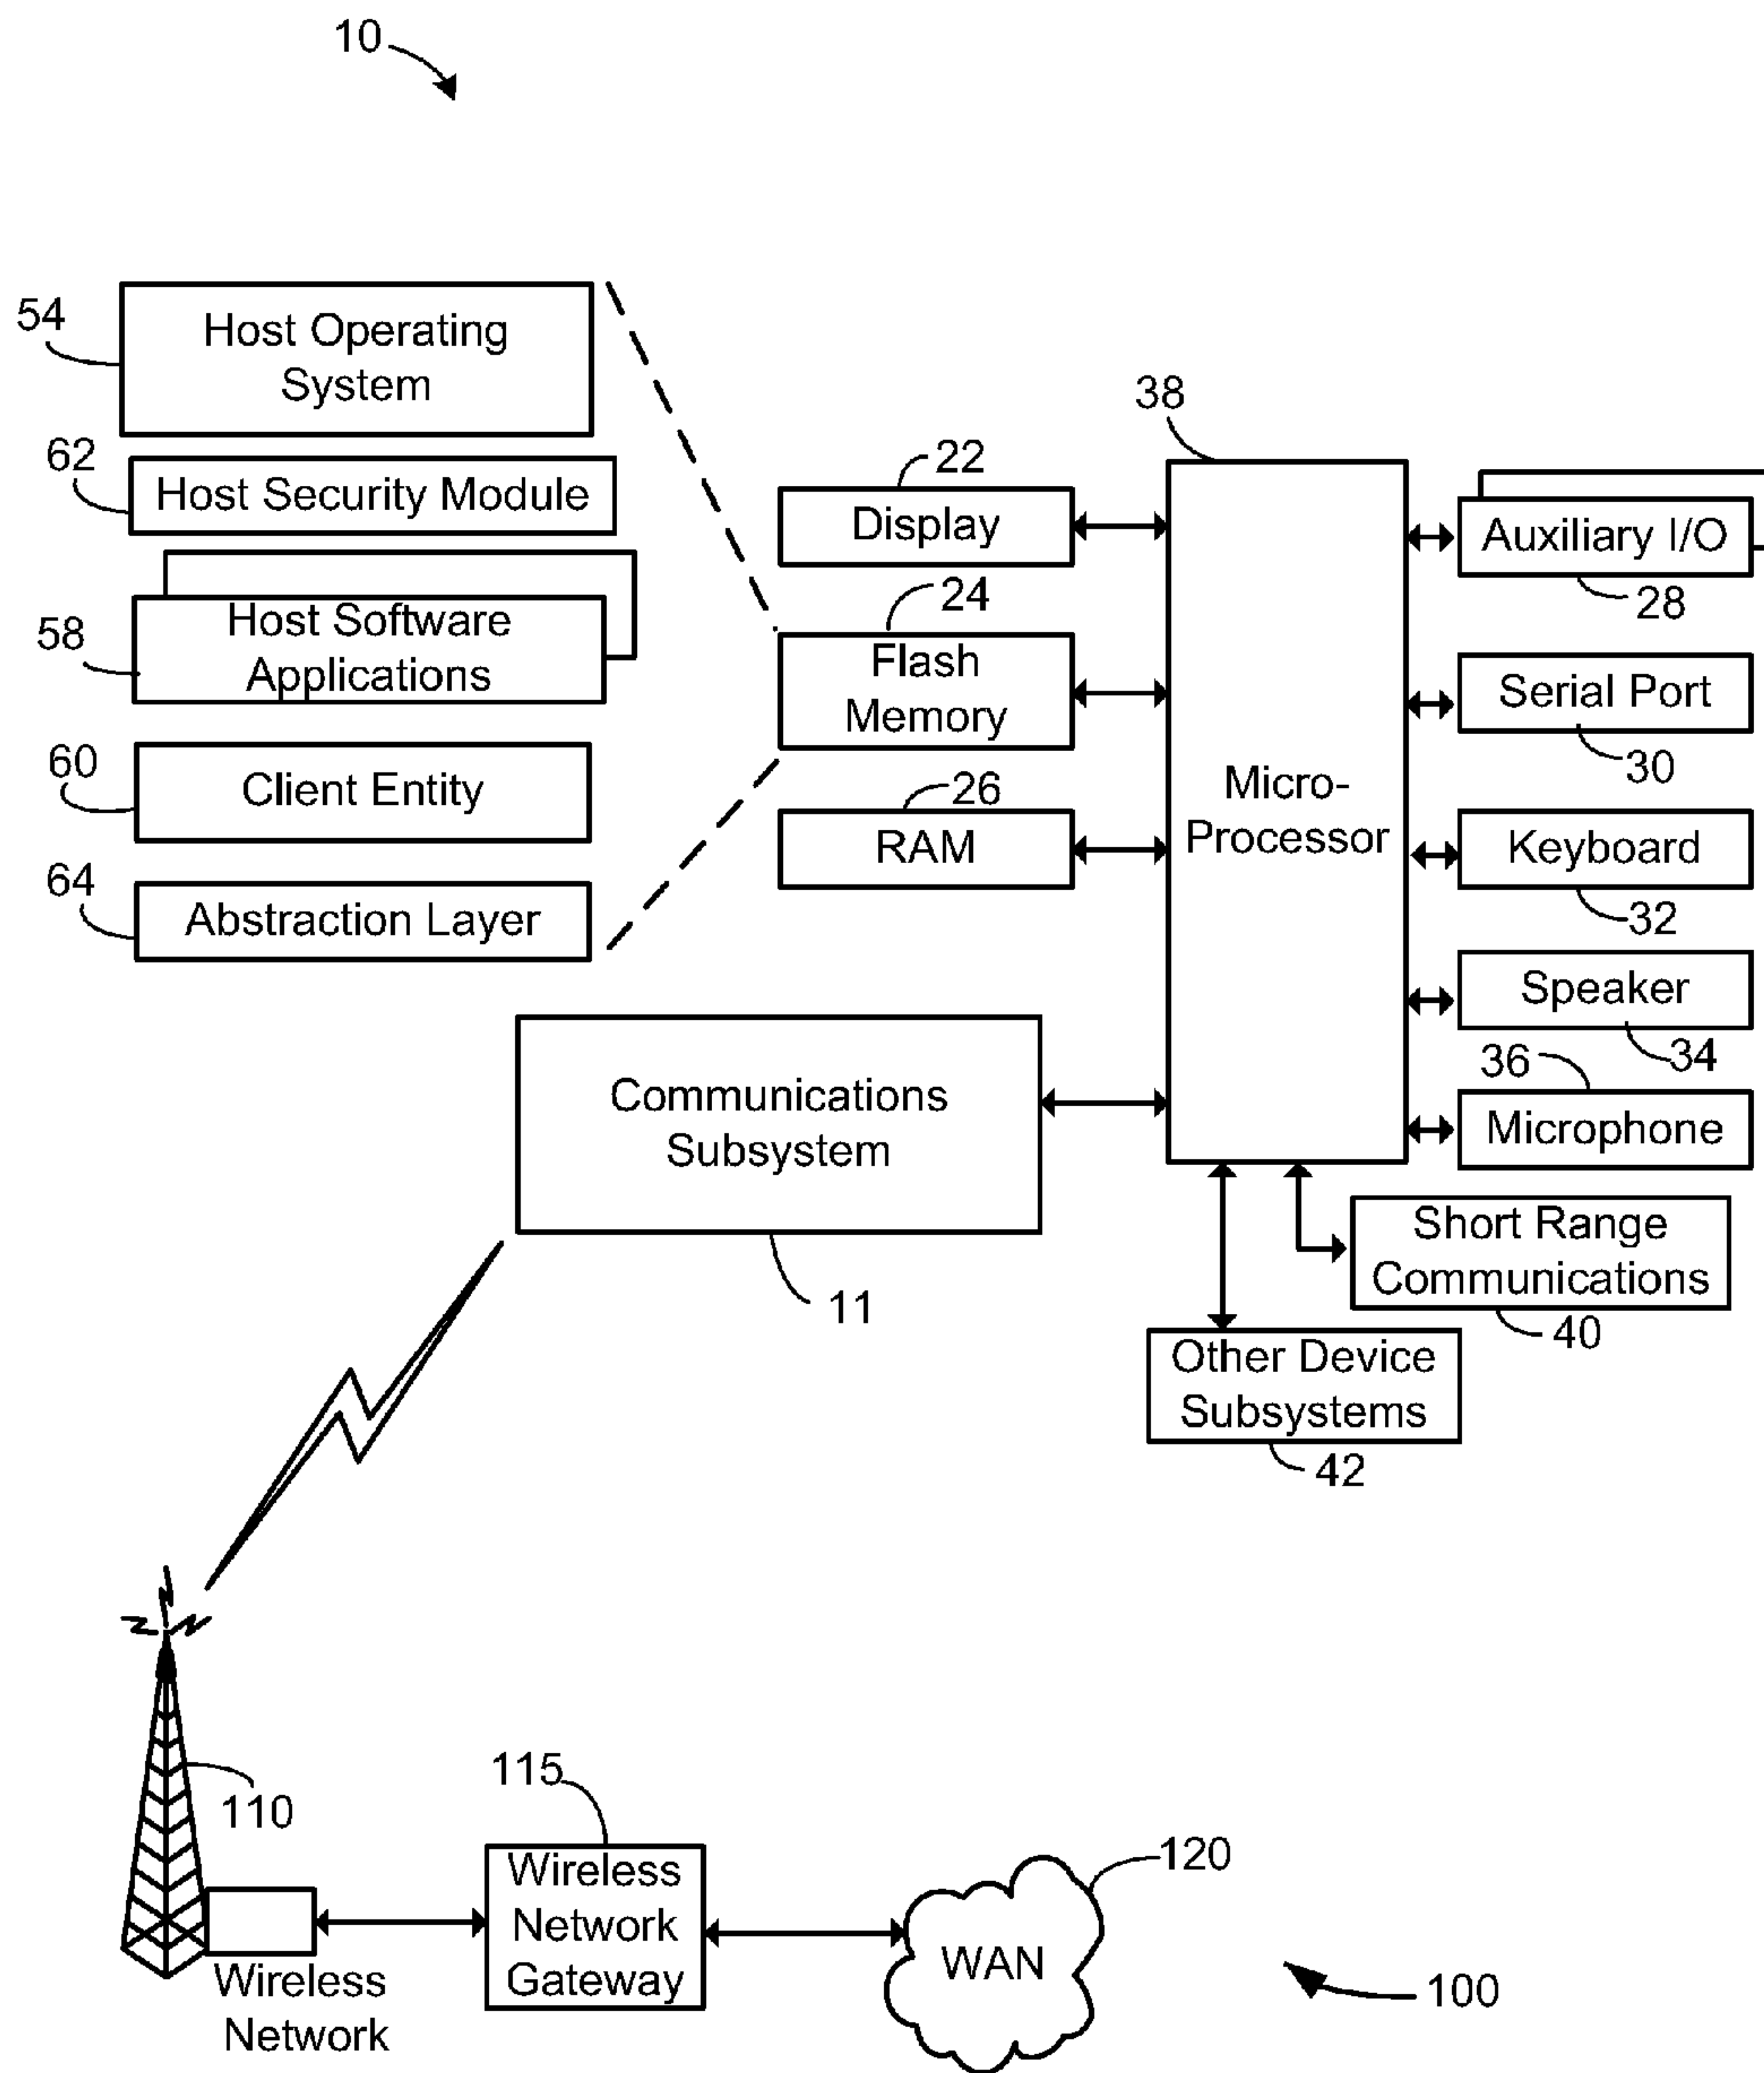 10
54
Host Operating
System
62
Host Security Module
58
Host Software
Applications
60
Client Entity
64
Abstraction Layer
22
Display
24
Flash
Memory
26
RAM
38
Micro-
Processor
Auxiliary I/O
28
Serial Port
30
Keyboard
32
Speaker
34
36
Microphone
Communications
Subsystem
11
Short Range
Communications
40
Other Device
Subsystems
42
110
Wireless
Network
115
Wireless
Network
Gateway
120
WAN
100